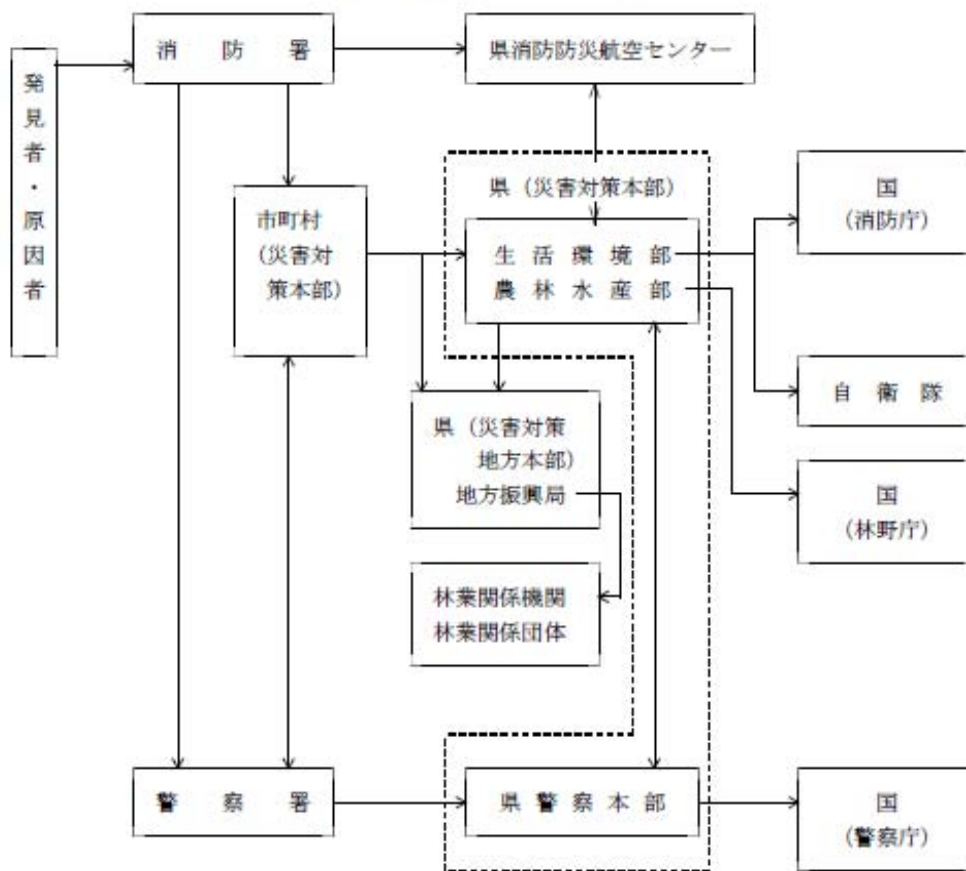 消防署
県消防防災航空センター
発見者・原因者
県（災害対策本部）
国
（消防庁）
市町村
（災害対
策本部）
生活環境部
農林水産部
自衛隊
県（災害対策
地方本部）
地方振興局
国
（林野庁）
林業関係機関
林業関係団体
警察署
県警察本部
国
（警察庁）